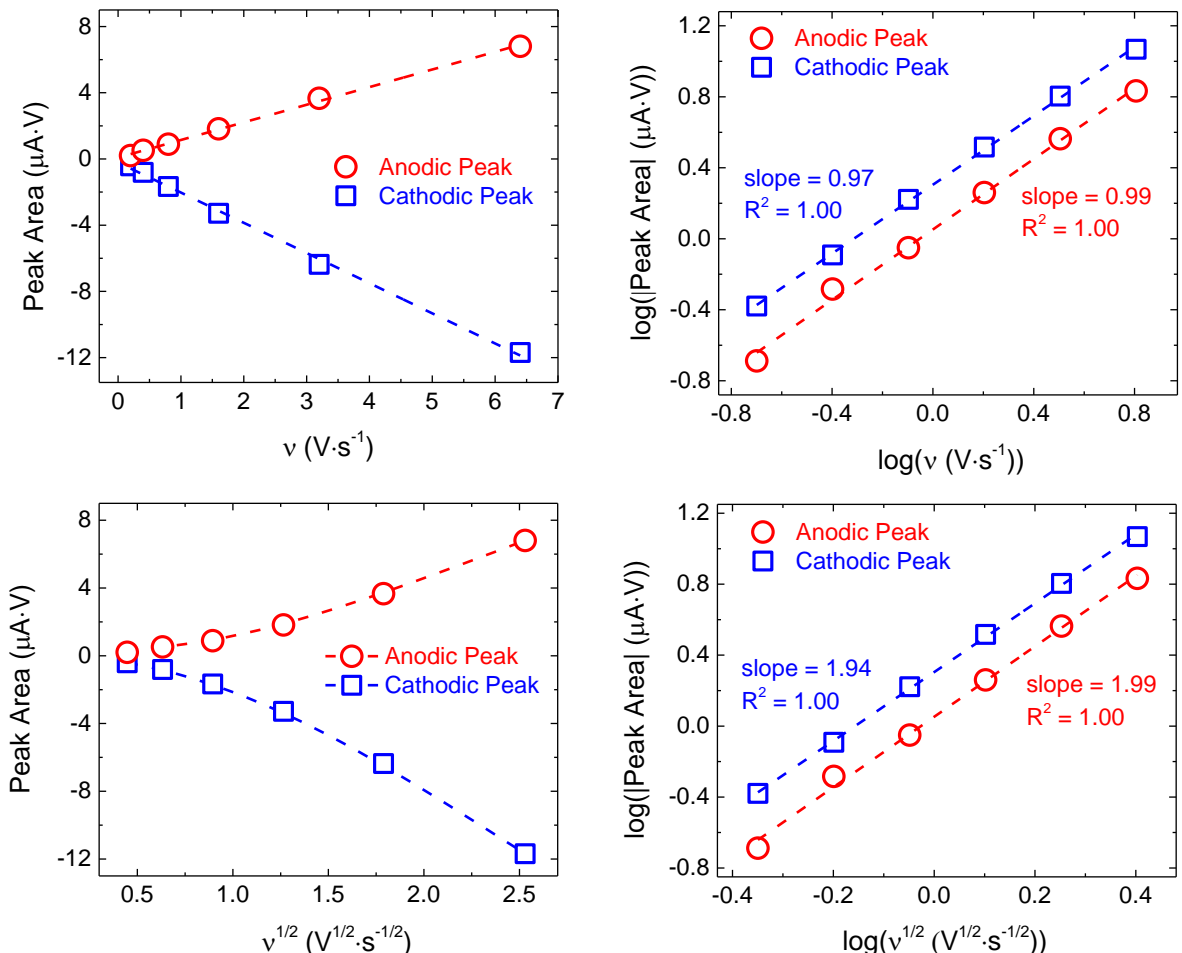 8
4
0
-4
-8
-12
Peak Area (μA·V)
Anodic Peak
Cathodic Peak
0 1 2 3 4 5 6 7
ν (V·s⁻¹)
1.2
0.8
0.4
0.0
-0.4
-0.8
log(|Peak Area| (μA·V))
Anodic Peak
Cathodic Peak
slope = 0.97
R² = 1.00
slope = 0.99
R² = 1.00
-0.8 -0.4 0.0 0.4 0.8
log(ν (V·s⁻¹))
8
4
0
-4
-8
-12
Peak Area (μA·V)
Anodic Peak
Cathodic Peak
0.5 1.0 1.5 2.0 2.5
ν^1/2 (V^1/2·s^-1/2)
1.2
0.8
0.4
0.0
-0.4
-0.8
log(|Peak Area| (μA·V))
Anodic Peak
Cathodic Peak
slope = 1.94
R² = 1.00
slope = 1.99
R² = 1.00
-0.4 -0.2 0.0 0.2 0.4
log(ν^1/2 (V^1/2·s^-1/2))